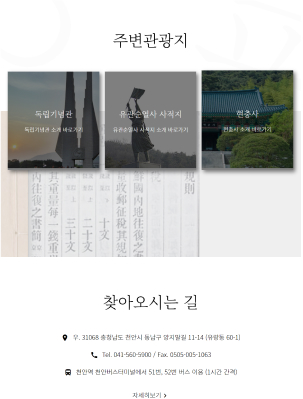 주변관광지
독립기념관
독립기념관 소개 바로가기
유관순열사 사적지
유관순열사 사적지 소개 바로가기
현충사
현충사 소개 바로가기
찾아오시는 길
우. 31068 충청남도 천안시 동남구 양지말길 11-14 (유량동 60-1)
Tel. 041-560-5900 / Fax. 0505-005-1063
천안역 천안버스터미널에서 51번, 52번 버스 이용 (1시간 간격)
자세히보기 >